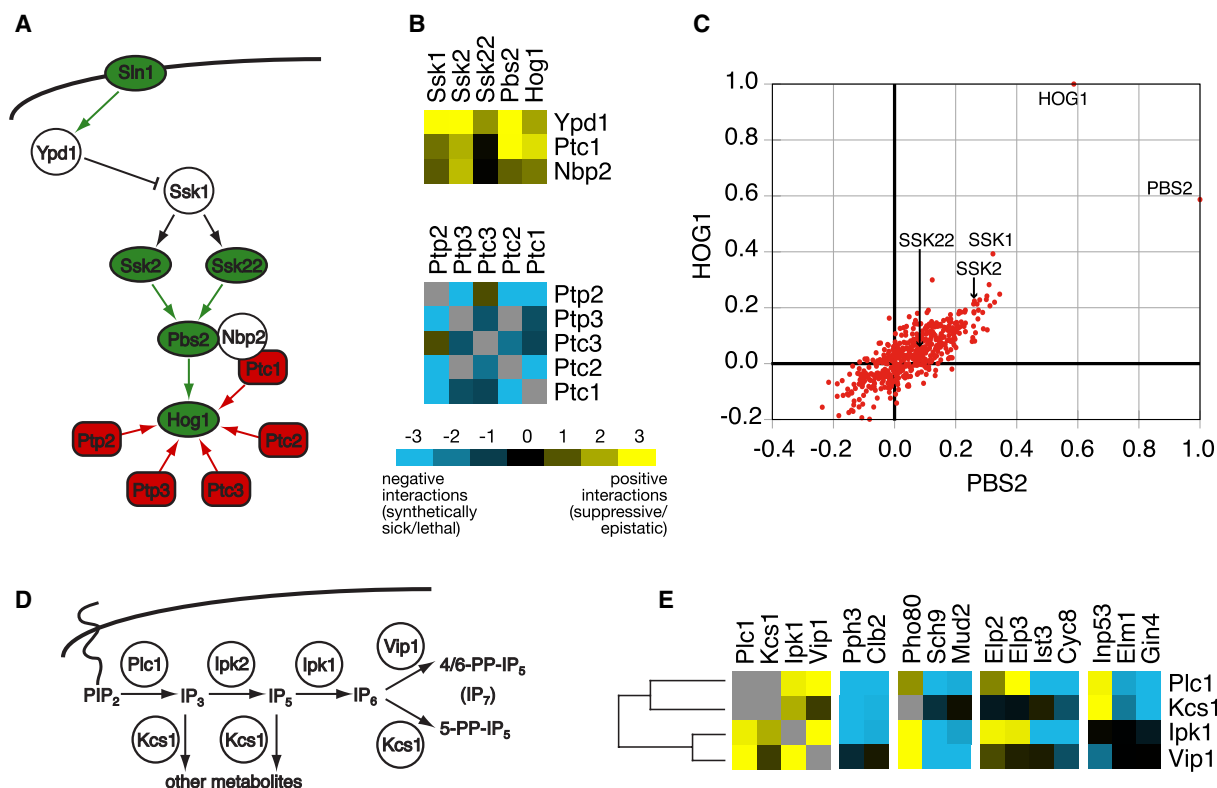 A
Sln1
Ypd1
Ssk1
Ssk2
Ssk22
Pbs2
Nbp2
Ptc1
Hog1
Ptp2
Ptc2
Ptp3
Ptc3
B
Ssk1
Ssk2
Ssk22
Pbs2
Hog1
Ypd1
Ptc1
Nbp2
Ptp2
Ptp3
Ptc3
Ptc2
Ptc1
Ptp2
Ptp3
Ptc3
Ptc2
Ptc1
-3 -2 -1 0 1 2 3
negative
interactions
(synthetically
sick/lethal)
positive
interactions
(suppressive/
epistatic)
C
HOG1
1.0
0.8
0.6
0.4
0.2
0.0
-0.2
-0.4 -0.2 0.0 0.2 0.4 0.6 0.8 1.0
PBS2
HOG1
PBS2
SSK22
SSK1
SSK2
D
PIP2
Plc1
IP3
Ipk2
IP5
Ipk1
IP6
Vip1
4/6-PP-IP5
(IP7)
5-PP-IP5
Kcs1
Kcs1
Kcs1
other metabolites
E
Plc1
Kcs1
Ipk1
Vip1
Pph3
Clb2
Pho80
Sch9
Mud2
Elp2
Elp3
Ist3
Cyc8
Inp53
Elm1
Gin4
Plc1
Kcs1
Ipk1
Vip1